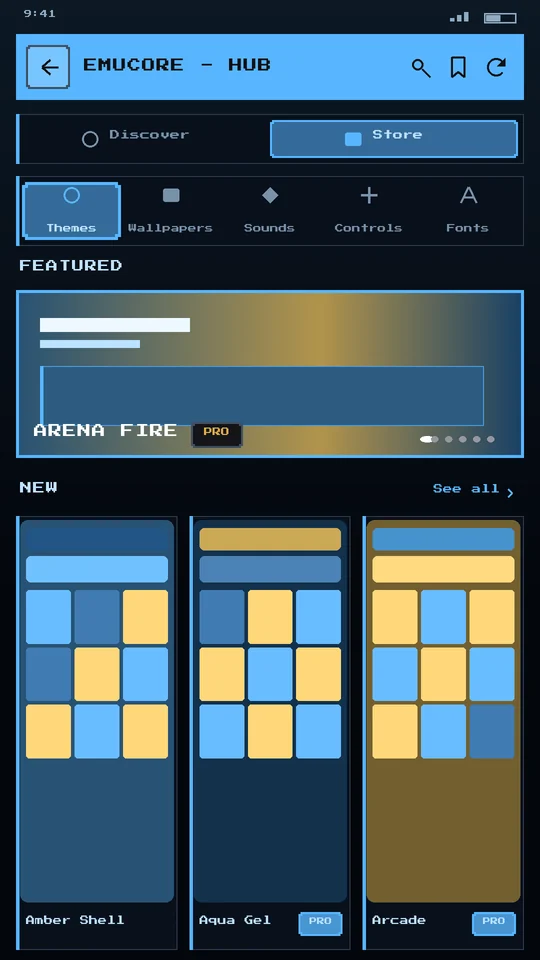 9:41
EMUCORE - HUB
Discover
Store
Themes
Wallpapers
Sounds
Controls
Fonts
FEATURED
ARENA FIRE
PRO
NEW
See all
Amber Shell
Aqua Gel
PRO
Arcade
PRO